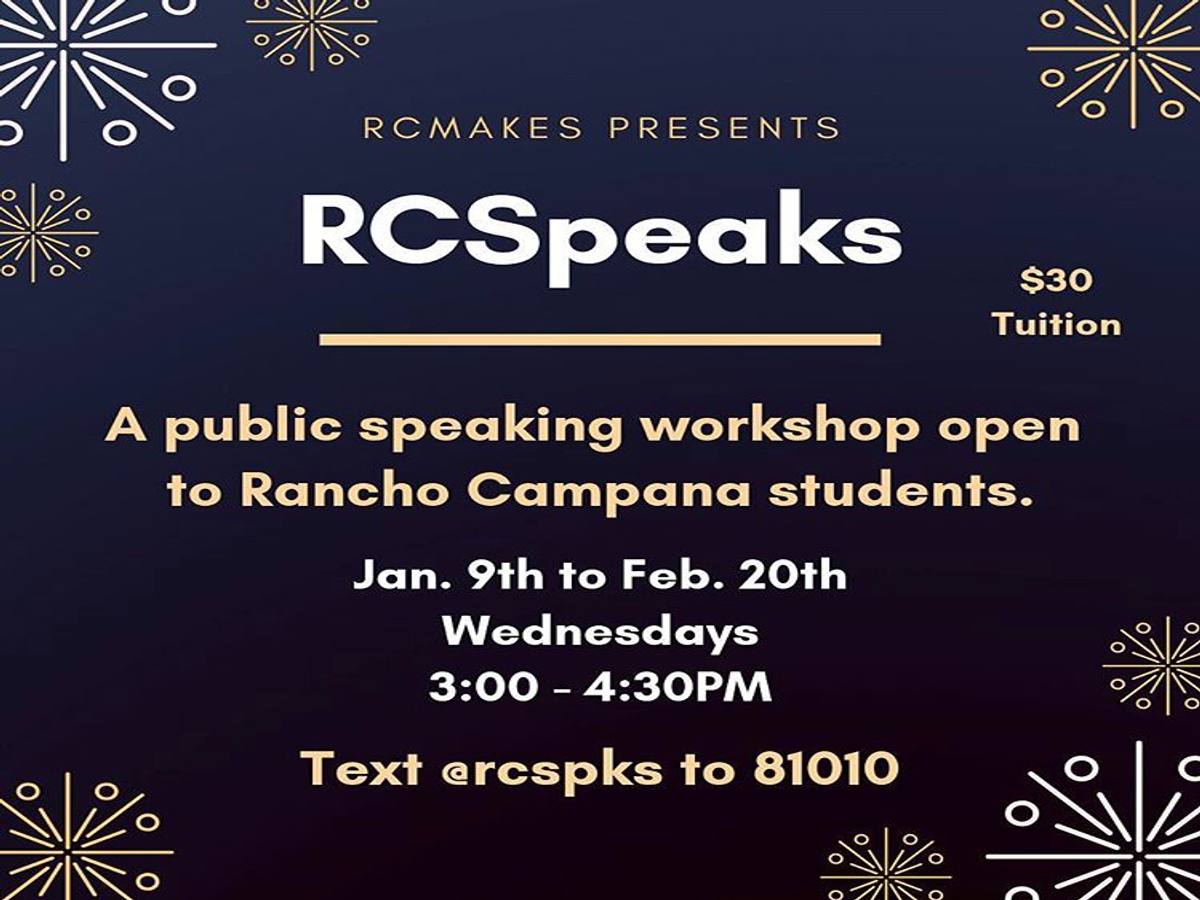 RCMAKES PRESENTS
RCSpeaks
$30
Tuition
A public speaking workshop open
to Rancho Campana students.
Jan. 9th to Feb. 20th
Wednesdays
3:00 - 4:30PM
Text @rcspks to 81010